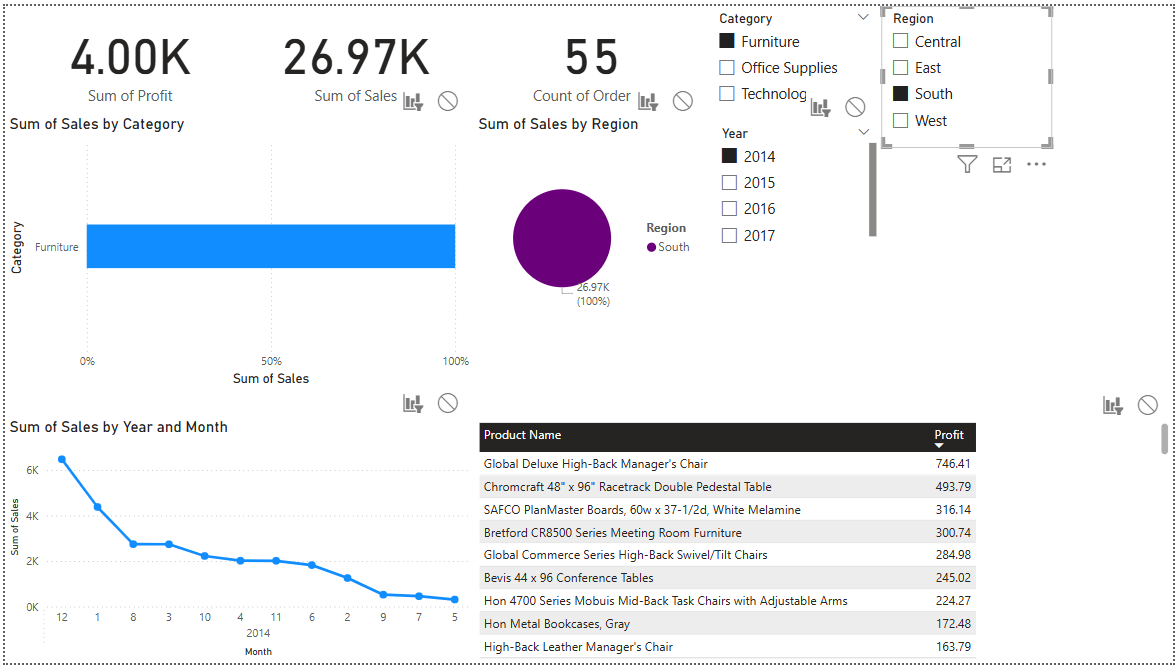 4.00K
Sum of Profit
26.97K
Sum of Sales
55
Count of Order
Category
Furniture
Office Supplies
Technolog
Region
Central
East
South
West
Year
2014
2015
2016
2017
Sum of Sales by Category
Category
Furniture
0%
50%
100%
Sum of Sales
Sum of Sales by Region
26.97K
(100%)
Region
South
Sum of Sales by Year and Month
Sum of Sales
6K
4K
2K
0K
12 1 8 3 10 4 11 6 2 9 7 5
2014
Month
Product Name Profit
Global Deluxe High-Back Manager's Chair 746.41
Chromcraft 48" x 96" Racetrack Double Pedestal Table 493.79
SAFCO PlanMaster Boards, 60w x 37-1/2d, White Melamine 316.14
Bretford CR8500 Series Meeting Room Furniture 300.74
Global Commerce Series High-Back Swivel/Tilt Chairs 284.98
Bevis 44 x 96 Conference Tables 245.02
Hon 4700 Series Mobuis Mid-Back Task Chairs with Adjustable Arms 224.27
Hon Metal Bookcases, Gray 172.48
High-Back Leather Manager's Chair 163.79